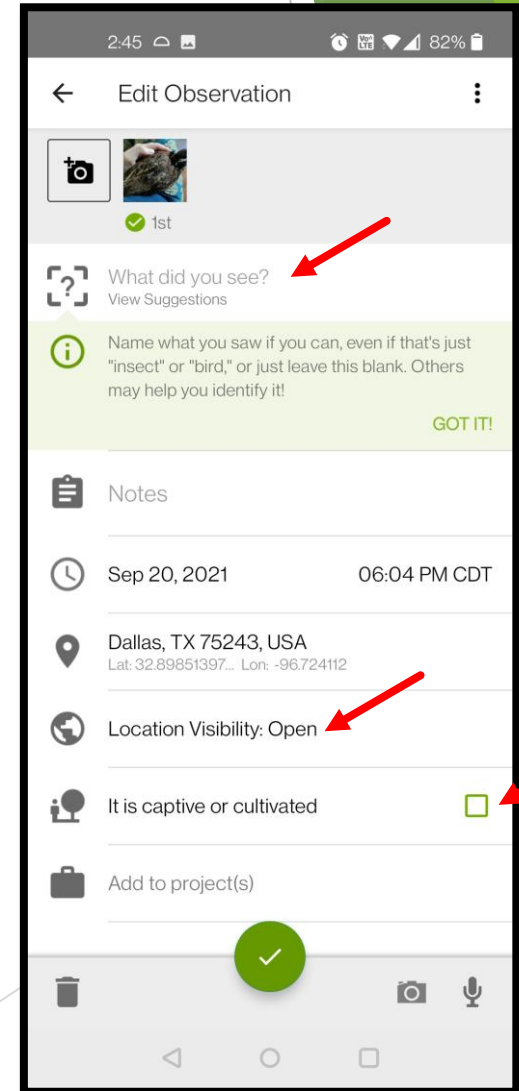 2:45 82%
Edit Observation
1st
What did you see?
View Suggestions
Name what you saw if you can, even if that's just
"insect" or "bird," or just leave this blank. Others
may help you identify it!
GOT IT!
Notes
Sep 20, 2021 06:04 PM CDT
Dallas, TX 75243, USA
Lat: 32.89851397... Lon: -96.724112
Location Visibility: Open
It is captive or cultivated
Add to project(s)